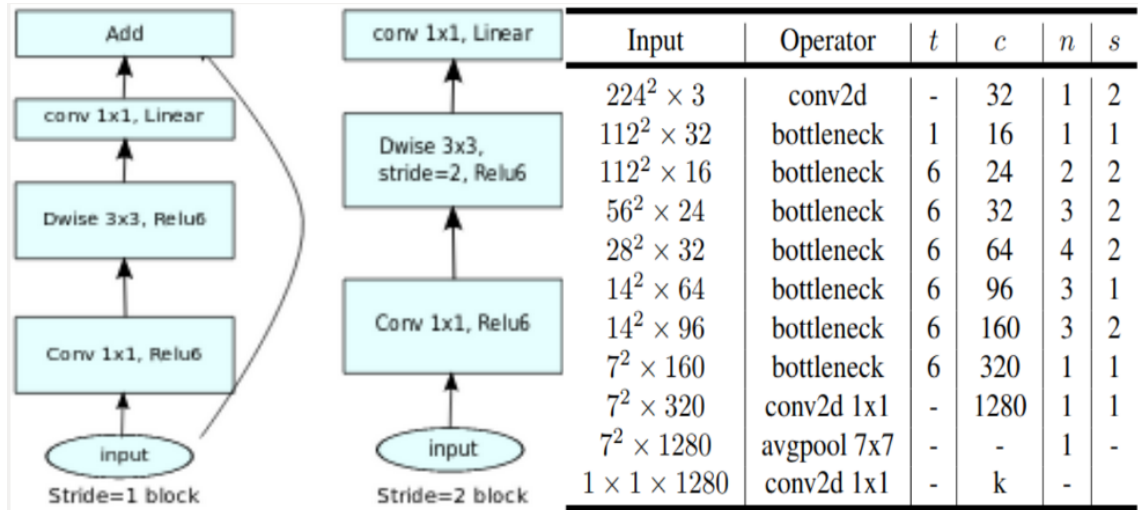 Add
conv 1x1, Linear
Dwise 3x3, Relu6
Conv 1x1, Relu6
input
Stride=1 block
conv 1x1, Linear
Dwise 3x3,
stride=2, Relu6
Conv 1x1, Relu6
input
Stride=2 block
Input Operator t c n s
224² × 3 conv2d - 32 1 2
112² × 32 bottleneck 1 16 1 1
112² × 16 bottleneck 6 24 2 2
56² × 24 bottleneck 6 32 3 2
28² × 32 bottleneck 6 64 4 2
14² × 64 bottleneck 6 96 3 1
14² × 96 bottleneck 6 160 3 2
7² × 160 bottleneck 6 320 1 1
7² × 320 conv2d 1x1 - 1280 1 1
7² × 1280 avgpool 7x7 - - 1 -
1 × 1 × 1280 conv2d 1x1 - k -